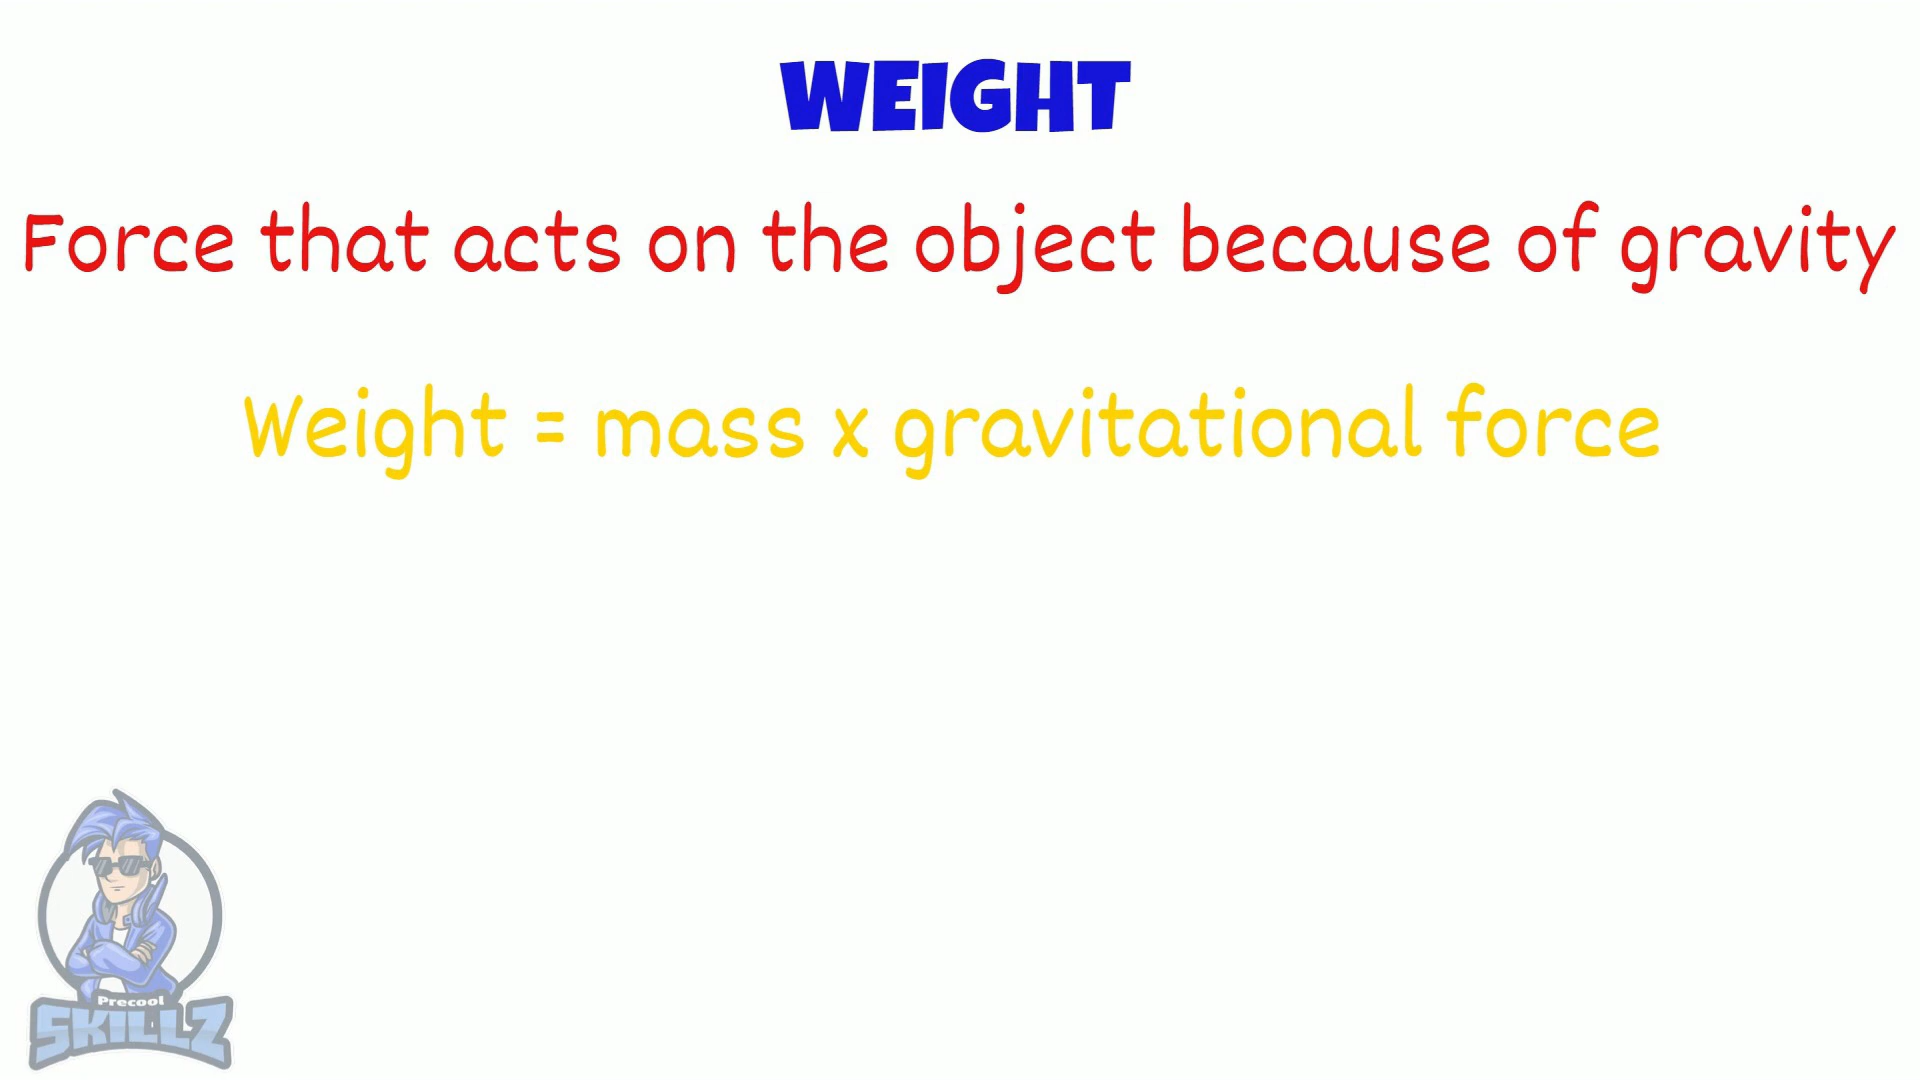 WEIGHT
Force that acts on the object because of gravity
Weight = mass x gravitational force
Precool
SKILLZ